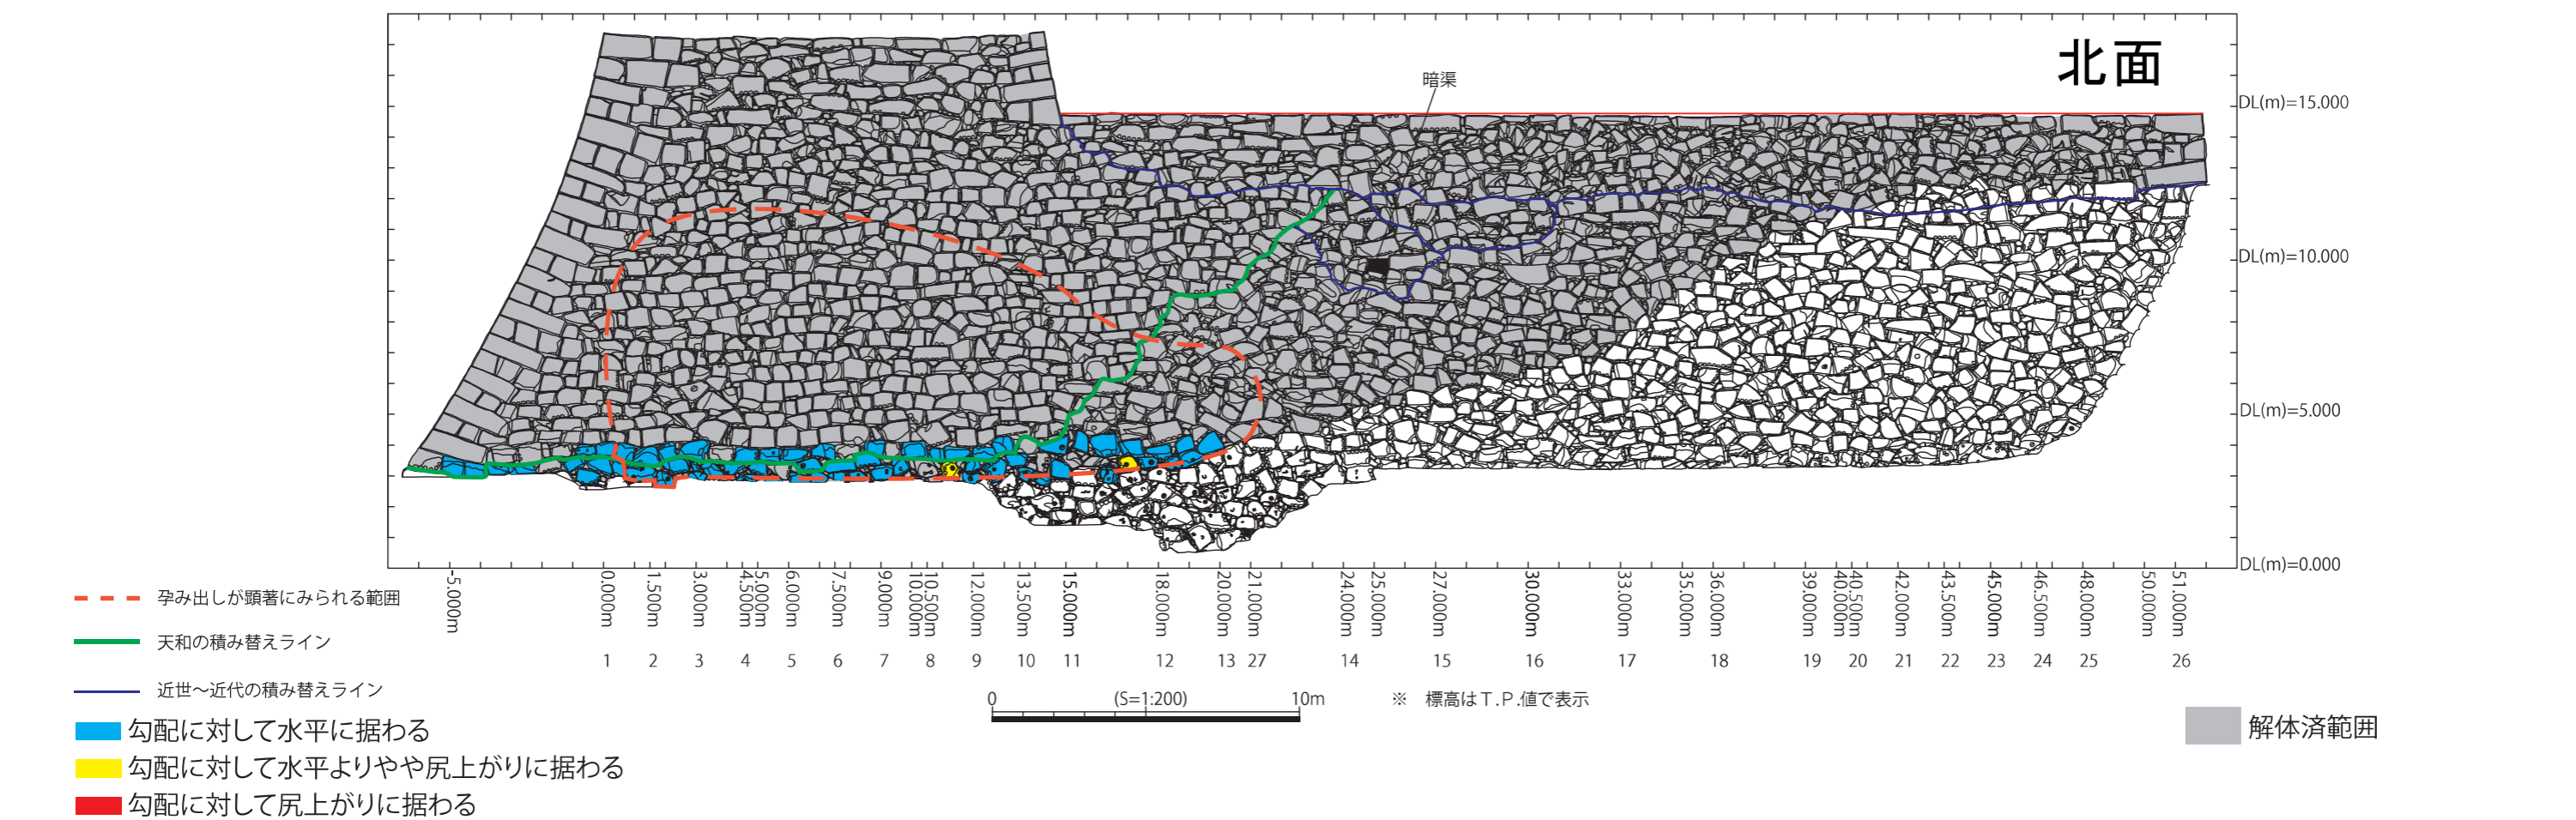 北面
暗渠
DL(m)=15.000
DL(m)=10.000
DL(m)=5.000
DL(m)=0.000
-5.000m 0.000m 1.500m 3.000m 4.500m 5.000m 6.000m 7.500m 9.000m 10.000m 10.500m 12.000m 13.500m 15.000m 18.000m 20.000m 21.000m 24.000m 25.000m 27.000m 30.000m 33.000m 35.000m 36.000m 39.000m 40.000m 40.500m 42.000m 43.500m 45.000m 46.500m 48.000m 50.000m 51.000m
1 2 3 4 5 6 7 8 9 10 11 12 13 27 14 15 16 17 18 19 20 21 22 23 24 25 26
孕み出しが顕著にみられる範囲
天和の積み替えライン
近世～近代の積み替えライン
0 (S=1:200) 10m
※ 標高はT.P.値で表示
勾配に対して水平に据わる
勾配に対して水平よりやや尻上がりに据わる
勾配に対して尻上がりに据わる
解体済範囲